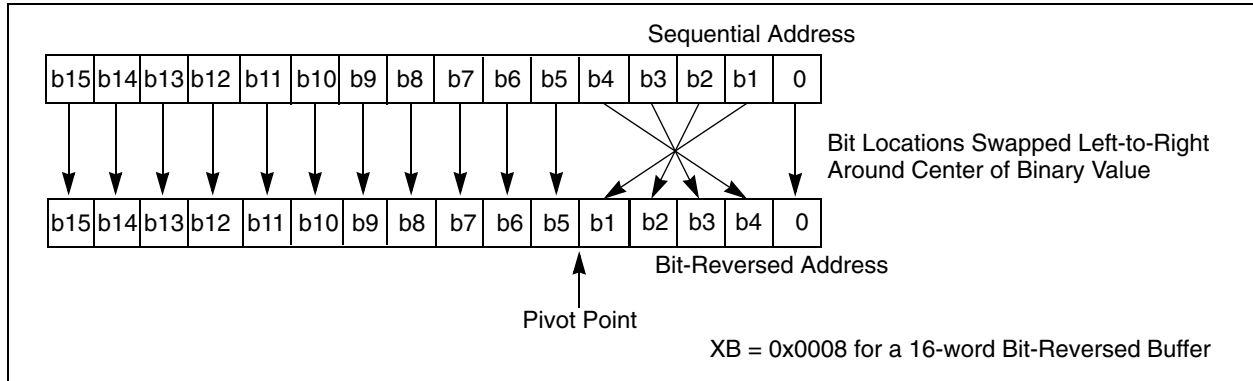 Sequential Address
b15 b14 b13 b12 b11 b10 b9 b8 b7 b6 b5 b4 b3 b2 b1 0
Bit Locations Swapped Left-to-Right
Around Center of Binary Value
b15 b14 b13 b12 b11 b10 b9 b8 b7 b6 b5 b1 b2 b3 b4 0
Bit-Reversed Address
Pivot Point
XB = 0x0008 for a 16-word Bit-Reversed Buffer